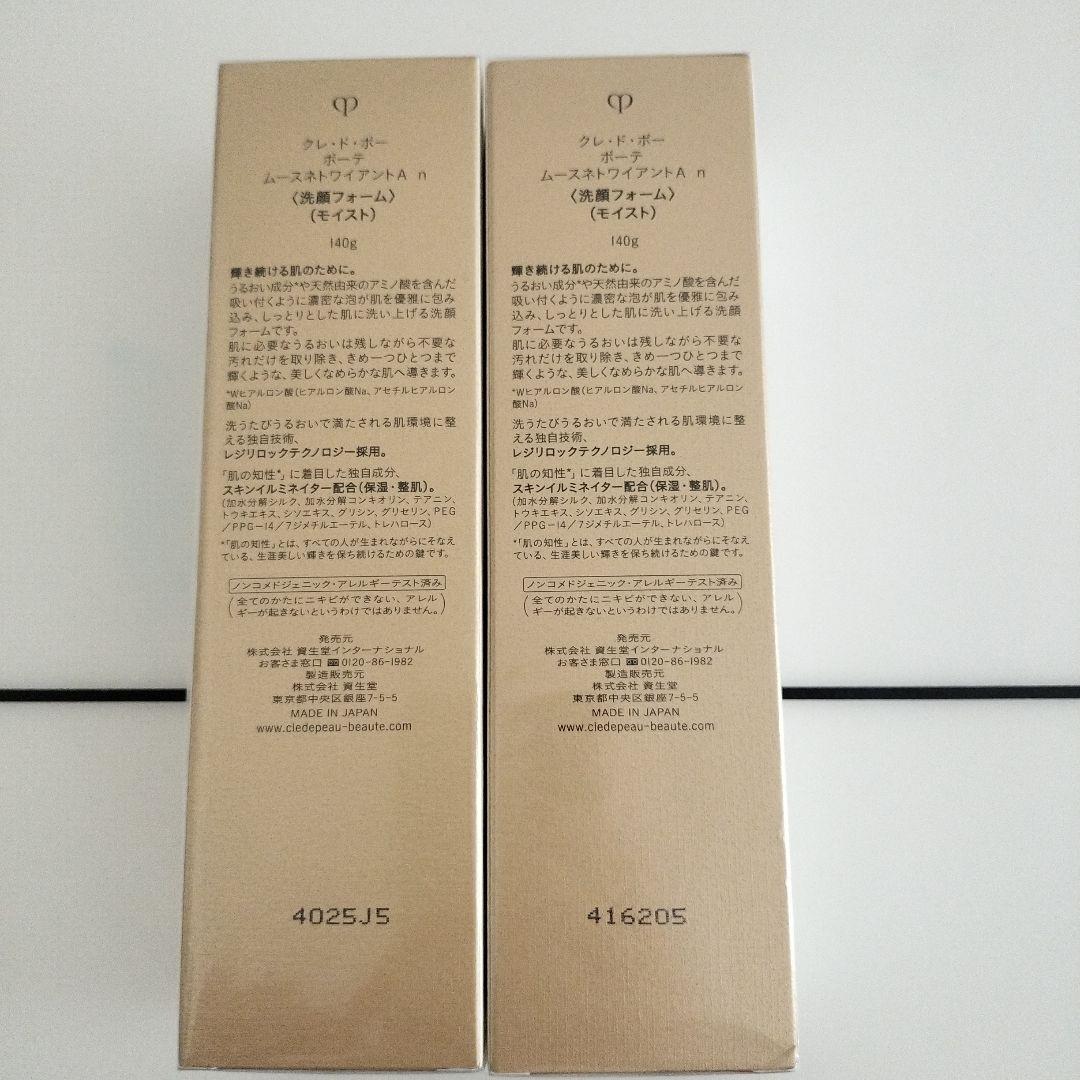 クレ・ド・ポー
ボーテ
ムースネトワイアントA n
〈洗顔フォーム〉
(モイスト)
140g
輝き続ける肌のために。
うるおい成分*や天然由来のアミノ酸を含んだ
吸い付くように濃密な泡が肌を優雅に包み
込み、しっとりとした肌に洗い上げる洗顔
フォームです。
肌に必要なうるおいは残しながら不要な
汚れだけを取り除き、きめ一つひとつまで
輝くような、美しくなめらかな肌へ導きます。
*Wヒアルロン酸(ヒアルロン酸Na、アセチルヒアルロン
酸Na)
洗うたびうるおいで満たされる肌環境に整
える独自技術、
レジリロックテクノロジー採用。
「肌の知性*」に着目した独自成分、
スキンイルミネイター配合(保湿・整肌)。
(加水分解シルク、加水分解コンキオリン、テアニン、
トウキエキス、シソエキス、グリシン、グリセリン、PEG
/PPG-14/7ジメチルエーテル、トレハロース)
*「肌の知性」とは、すべての人が生まれながらにそなえ
ている、生涯美しい輝きを保ち続けるための鍵です。
ノンコメドジェニック・アレルギーテスト済み
(全てのかたにニキビができない、アレル
ギーが起きないというわけではありません。)
発売元
株式会社 資生堂インターナショナル
お客さま窓口 0120-86-1982
製造販売元
株式会社 資生堂
東京都中央区銀座7-5-5
MADE IN JAPAN
www.cledepeau-beaute.com
4025J5
クレ・ド・ポー
ボーテ
ムースネトワイアントA n
〈洗顔フォーム〉
(モイスト)
140g
輝き続ける肌のために。
うるおい成分*や天然由来のアミノ酸を含んだ
吸い付くように濃密な泡が肌を優雅に包み
込み、しっとりとした肌に洗い上げる洗顔
フォームです。
肌に必要なうるおいは残しながら不要な
汚れだけを取り除き、きめ一つひとつまで
輝くような、美しくなめらかな肌へ導きます。
*Wヒアルロン酸(ヒアルロン酸Na、アセチルヒアルロン
酸Na)
洗うたびうるおいで満たされる肌環境に整
える独自技術、
レジリロックテクノロジー採用。
「肌の知性*」に着目した独自成分、
スキンイルミネイター配合(保湿・整肌)。
(加水分解シルク、加水分解コンキオリン、テアニン、
トウキエキス、シソエキス、グリシン、グリセリン、PEG
/PPG-14/7ジメチルエーテル、トレハロース)
*「肌の知性」とは、すべての人が生まれながらにそなえ
ている、生涯美しい輝きを保ち続けるための鍵です。
ノンコメドジェニック・アレルギーテスト済み
(全てのかたにニキビができない、アレル
ギーが起きないというわけではありません。)
発売元
株式会社 資生堂インターナショナル
お客さま窓口 0120-86-1982
製造販売元
株式会社 資生堂
東京都中央区銀座7-5-5
MADE IN JAPAN
www.cledepeau-beaute.com
416205